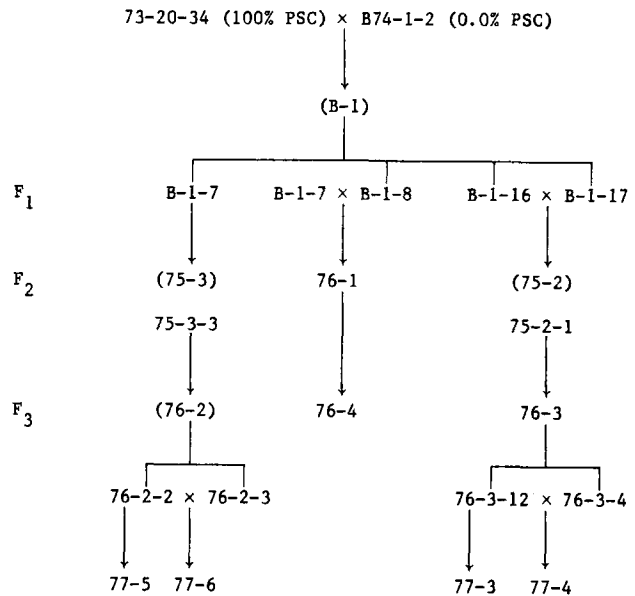 73-20-34 (100% PSC) × B74-1-2 (0.0% PSC)
(B-1)
F1 B-1-7 B-1-7 × B-1-8 B-1-16 × B-1-17
F2 (75-3) 76-1 (75-2)
75-3-3 75-2-1
F3 (76-2) 76-4 76-3
76-2-2 × 76-2-3 76-3-12 × 76-3-4
77-5 77-6 77-3 77-4